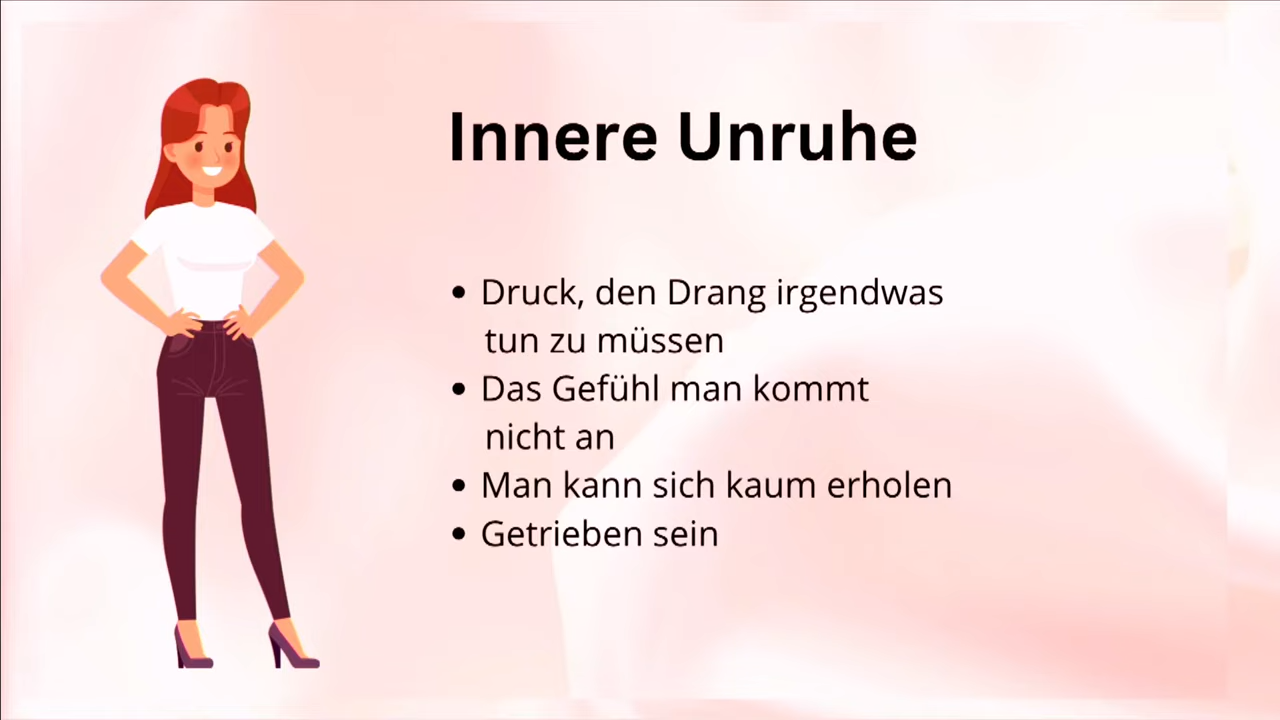 Innere Unruhe
• Druck, den Drang irgendwas
tun zu müssen
• Das Gefühl man kommt
nicht an
• Man kann sich kaum erholen
• Getrieben sein